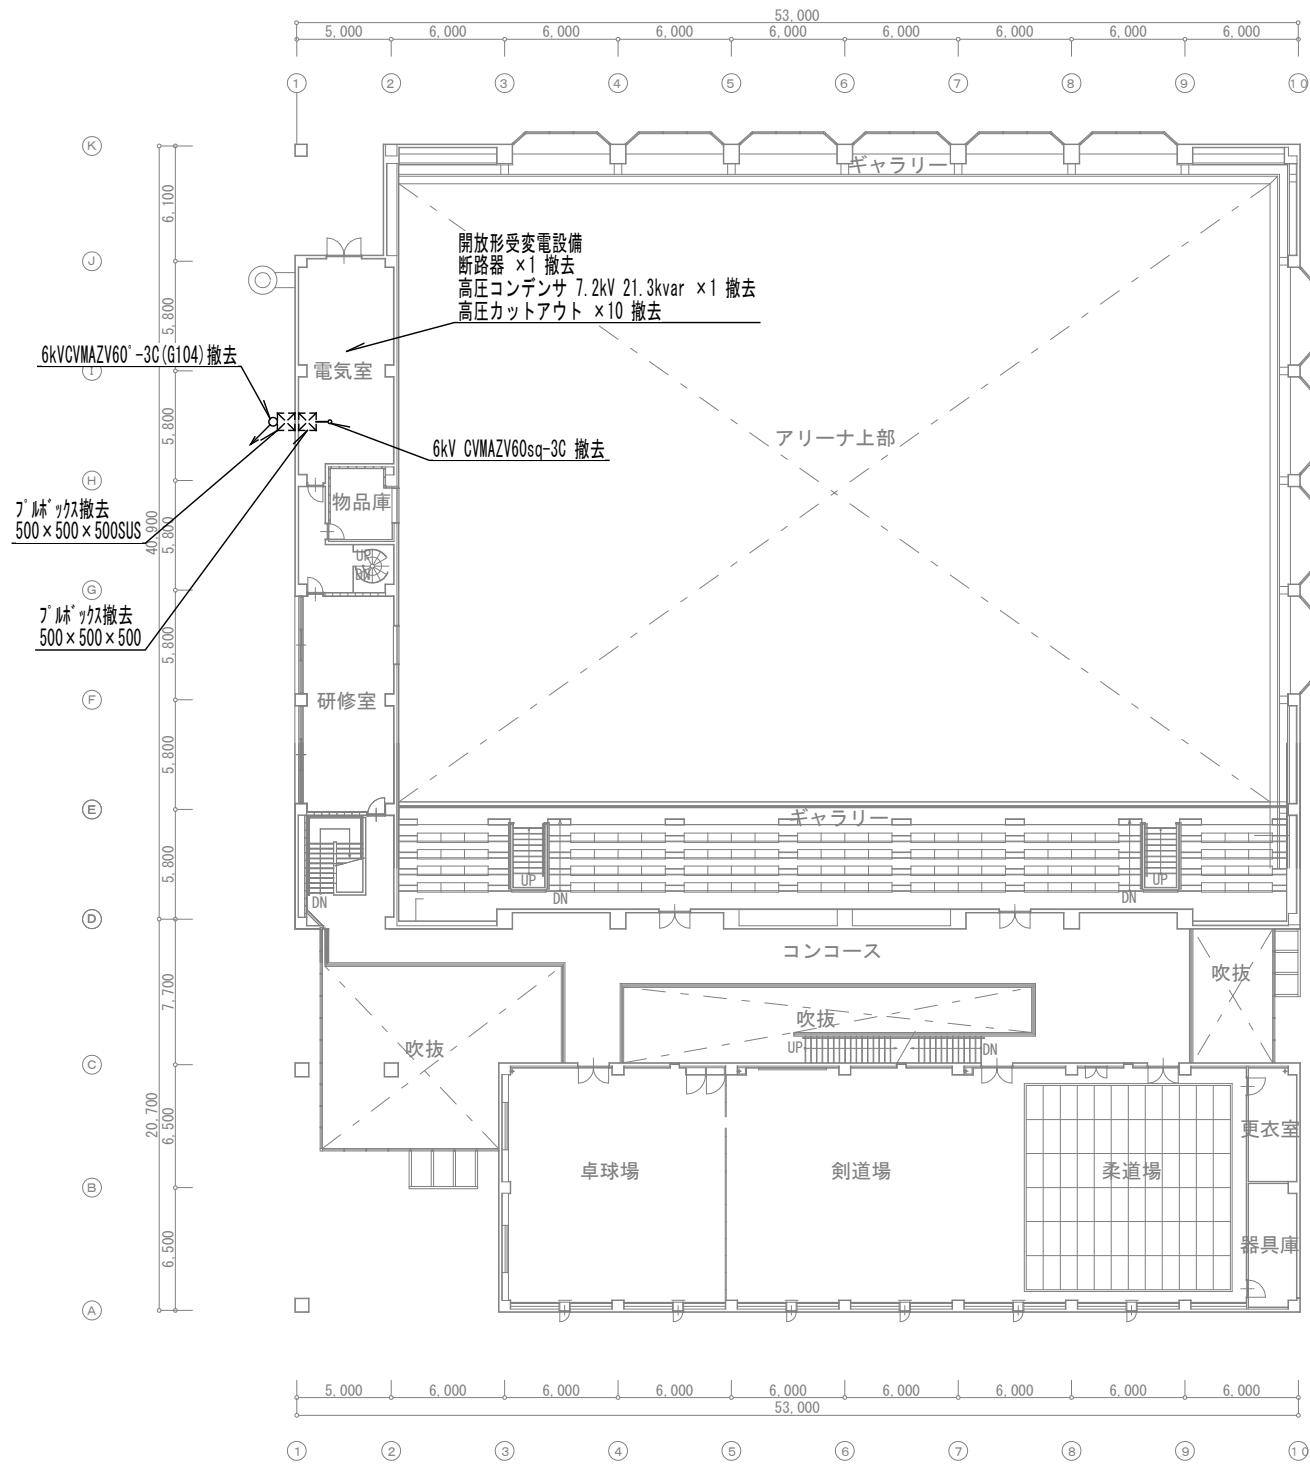 53,000
5,000 6,000 6,000 6,000 6,000 6,000 6,000 6,000 6,000
1 2 3 4 5 6 7 8 9 10
K
ギャラリー
6,100
開放形受変電設備
断路器 ×1 撤去
高圧コンデンサ 7.2kV 21.3kvar ×1 撤去
高圧カットアウト ×10 撤去
J
5,800
6kVCVMAZV60°-3C(G104)撤去
I
電気室
5,800
アリーナ上部
6kV CVMAZV60sq-3C 撤去
H
物品庫
プルボックス撤去
500×500×500SUS
40,900
5,800
UP
DN
G
プルボックス撤去
500×500×500
5,800
F
研修室
5,800
E
ギャラリー
5,800
UP
UP
DN
DN
DN
D
コンコース
7,700
吹抜
吹抜
吹抜
UP
DN
C
20,700
6,500
更衣室
卓球場
剣道場
柔道場
B
6,500
器具庫
A
5,000 6,000 6,000 6,000 6,000 6,000 6,000 6,000 6,000
53,000
1 2 3 4 5 6 7 8 9 10